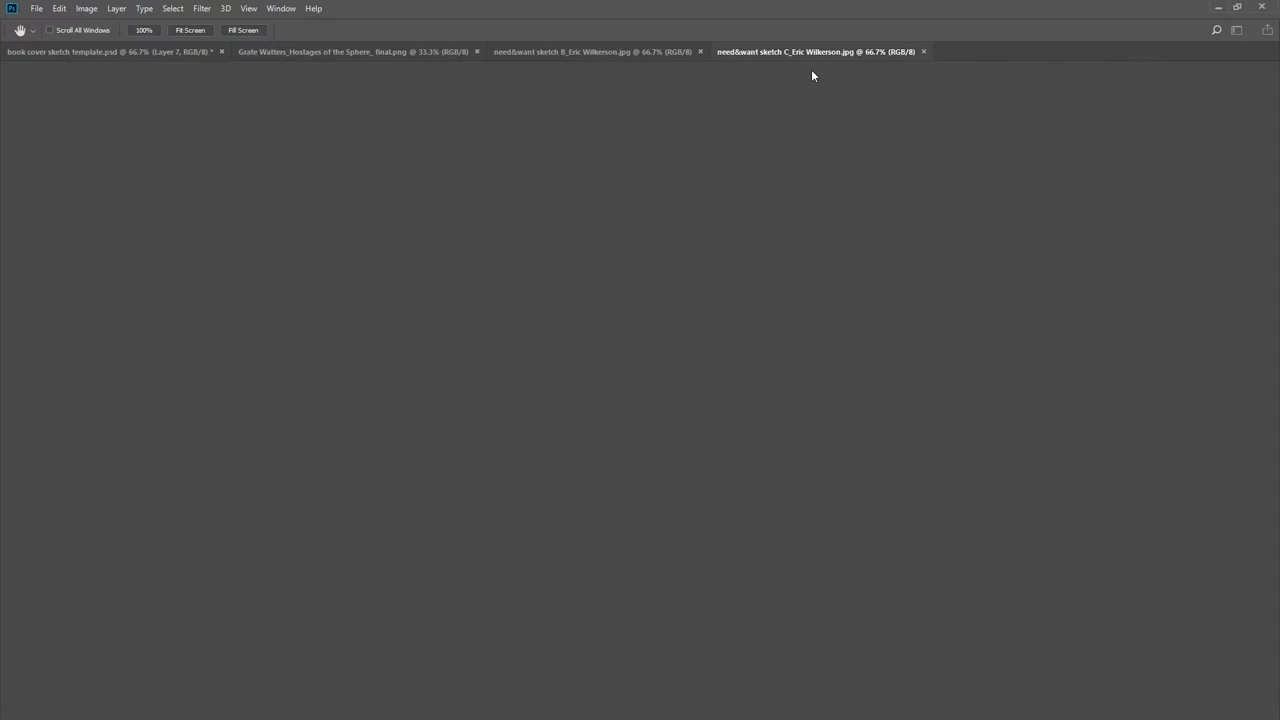 Ps File Edit Image Layer Type Select Filter 3D View Window Help
Scroll All Windows 100% Fit Screen Fill Screen
book cover sketch template.psd @ 66.7% (Layer 7, RGB/8) * Grate Watters_Hostages of the Sphere_ final.png @ 33.3% (RGB/8) need&want sketch B_Eric Wilkerson.jpg @ 66.7% (RGB/8) need&want sketch C_Eric Wilkerson.jpg @ 66.7% (RGB/8)